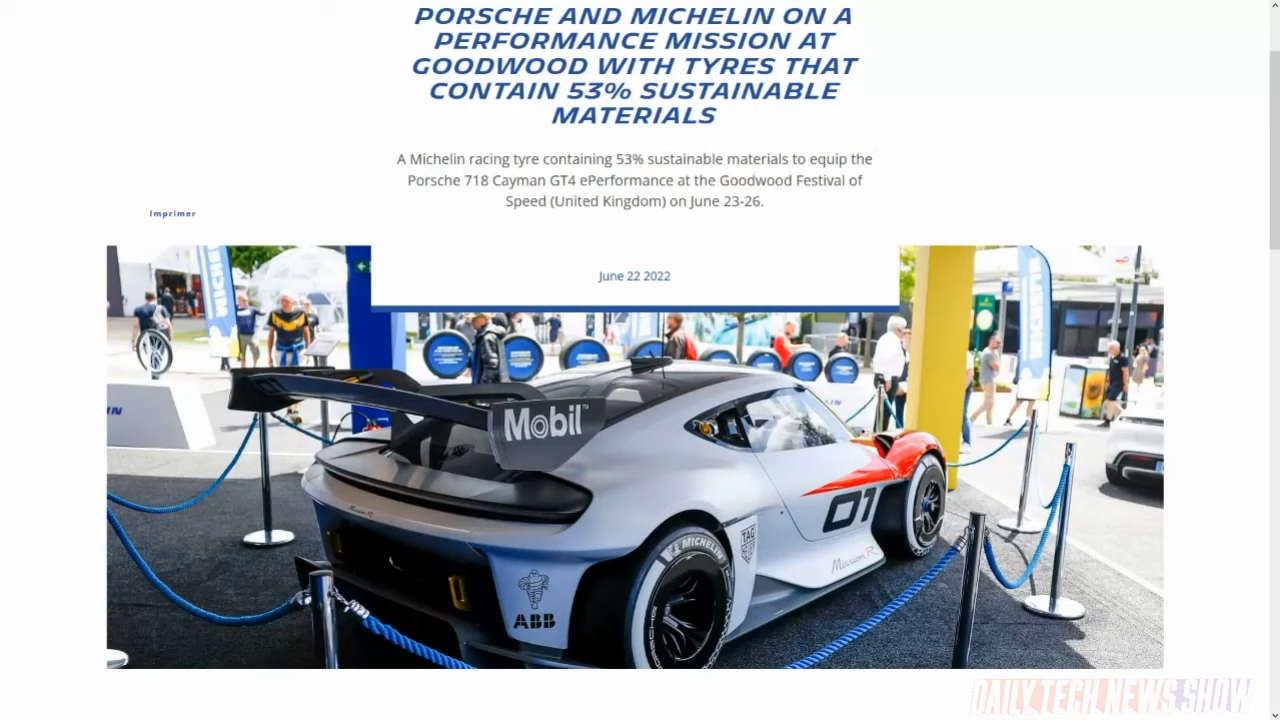 PORSCHE AND MICHELIN ON A
PERFORMANCE MISSION AT
GOODWOOD WITH TYRES THAT
CONTAIN 53% SUSTAINABLE
MATERIALS
A Michelin racing tyre containing 53% sustainable materials to equip the
Porsche 718 Cayman GT4 ePerformance at the Goodwood Festival of
Speed (United Kingdom) on June 23-26.
Imprimer
June 22 2022
Mobil™
01
Mission R
MICHELIN
TAG
ABB
DAILY TECH NEWS SHOW